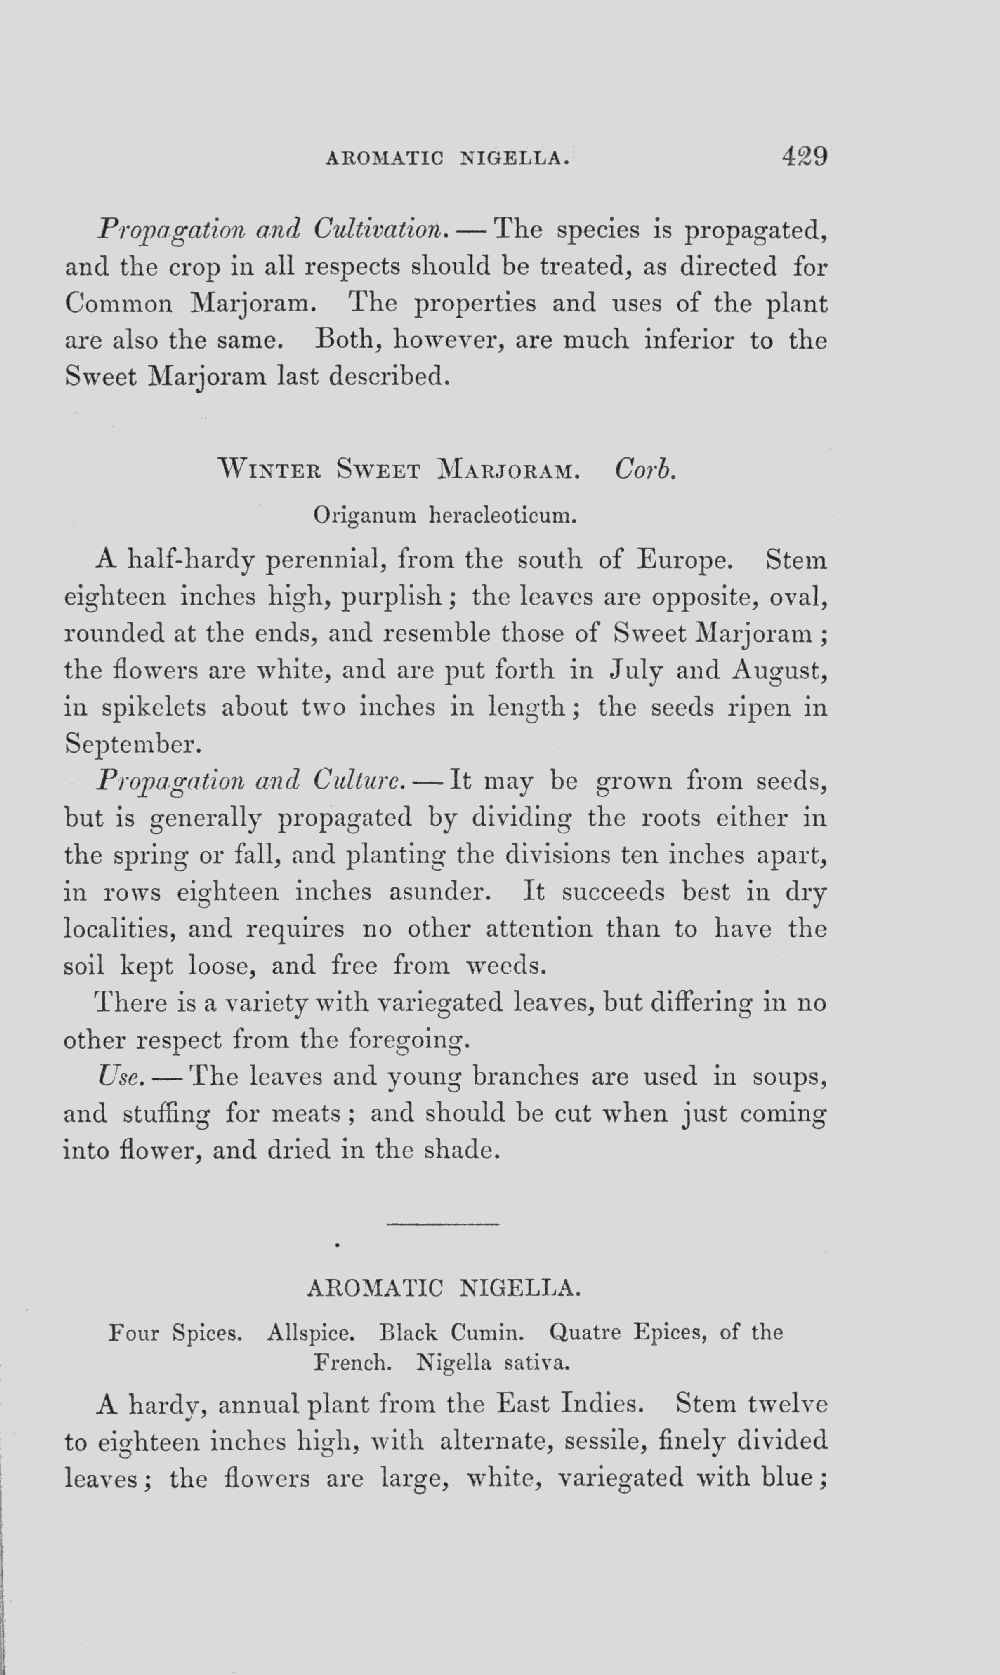 AROMATIC NIGELLA. 429
Propagation and Cultivation. — The species is propagated,
and the crop in all respects should be treated, as directed for
Common Marjoram. The properties and uses of the plant
are also the same. Both, however, are much inferior to the
Sweet Marjoram last described.
WINTER SWEET MARJORAM. Corb.
Origanum heracleoticum.
A half-hardy perennial, from the south of Europe. Stem
eighteen inches high, purplish; the leaves are opposite, oval,
rounded at the ends, and resemble those of Sweet Marjoram;
the flowers are white, and are put forth in July and August,
in spikelets about two inches in length; the seeds ripen in
September.
Propagation and Culture. — It may be grown from seeds,
but is generally propagated by dividing the roots either in
the spring or fall, and planting the divisions ten inches apart,
in rows eighteen inches asunder. It succeeds best in dry
localities, and requires no other attention than to have the
soil kept loose, and free from weeds.
There is a variety with variegated leaves, but differing in no
other respect from the foregoing.
Use. — The leaves and young branches are used in soups,
and stuffing for meats; and should be cut when just coming
into flower, and dried in the shade.
AROMATIC NIGELLA.
Four Spices. Allspice. Black Cumin. Quatre Epices, of the
French. Nigella sativa.
A hardy, annual plant from the East Indies. Stem twelve
to eighteen inches high, with alternate, sessile, finely divided
leaves; the flowers are large, white, variegated with blue;